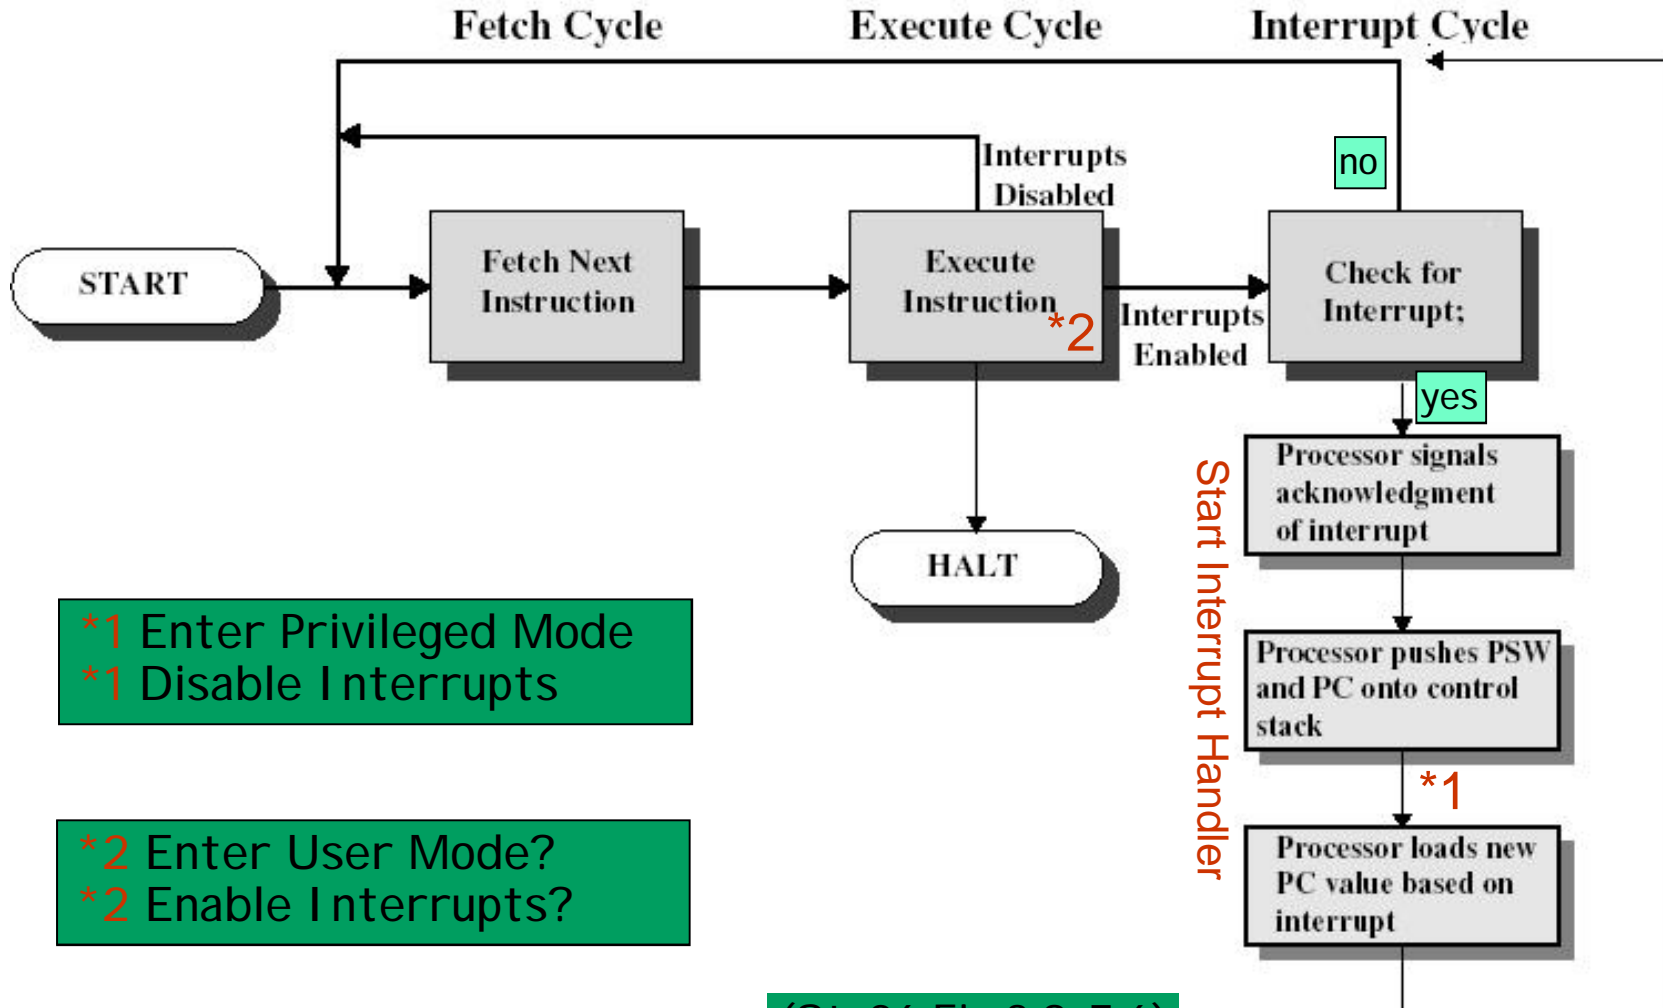 Fetch Cycle
Execute Cycle
Interrupt Cycle
Interrupts
Disabled
no
START
Fetch Next
Instruction
Execute
Instruction
*2
Interrupts
Enabled
Check for
Interrupt;
yes
Processor signals
acknowledgment
of interrupt
HALT
Start Interrupt Handler
*1 Enter Privileged Mode
*1 Disable Interrupts
Processor pushes PSW
and PC onto control
stack
*1
*2 Enter User Mode?
*2 Enable Interrupts?
Processor loads new
PC value based on
interrupt